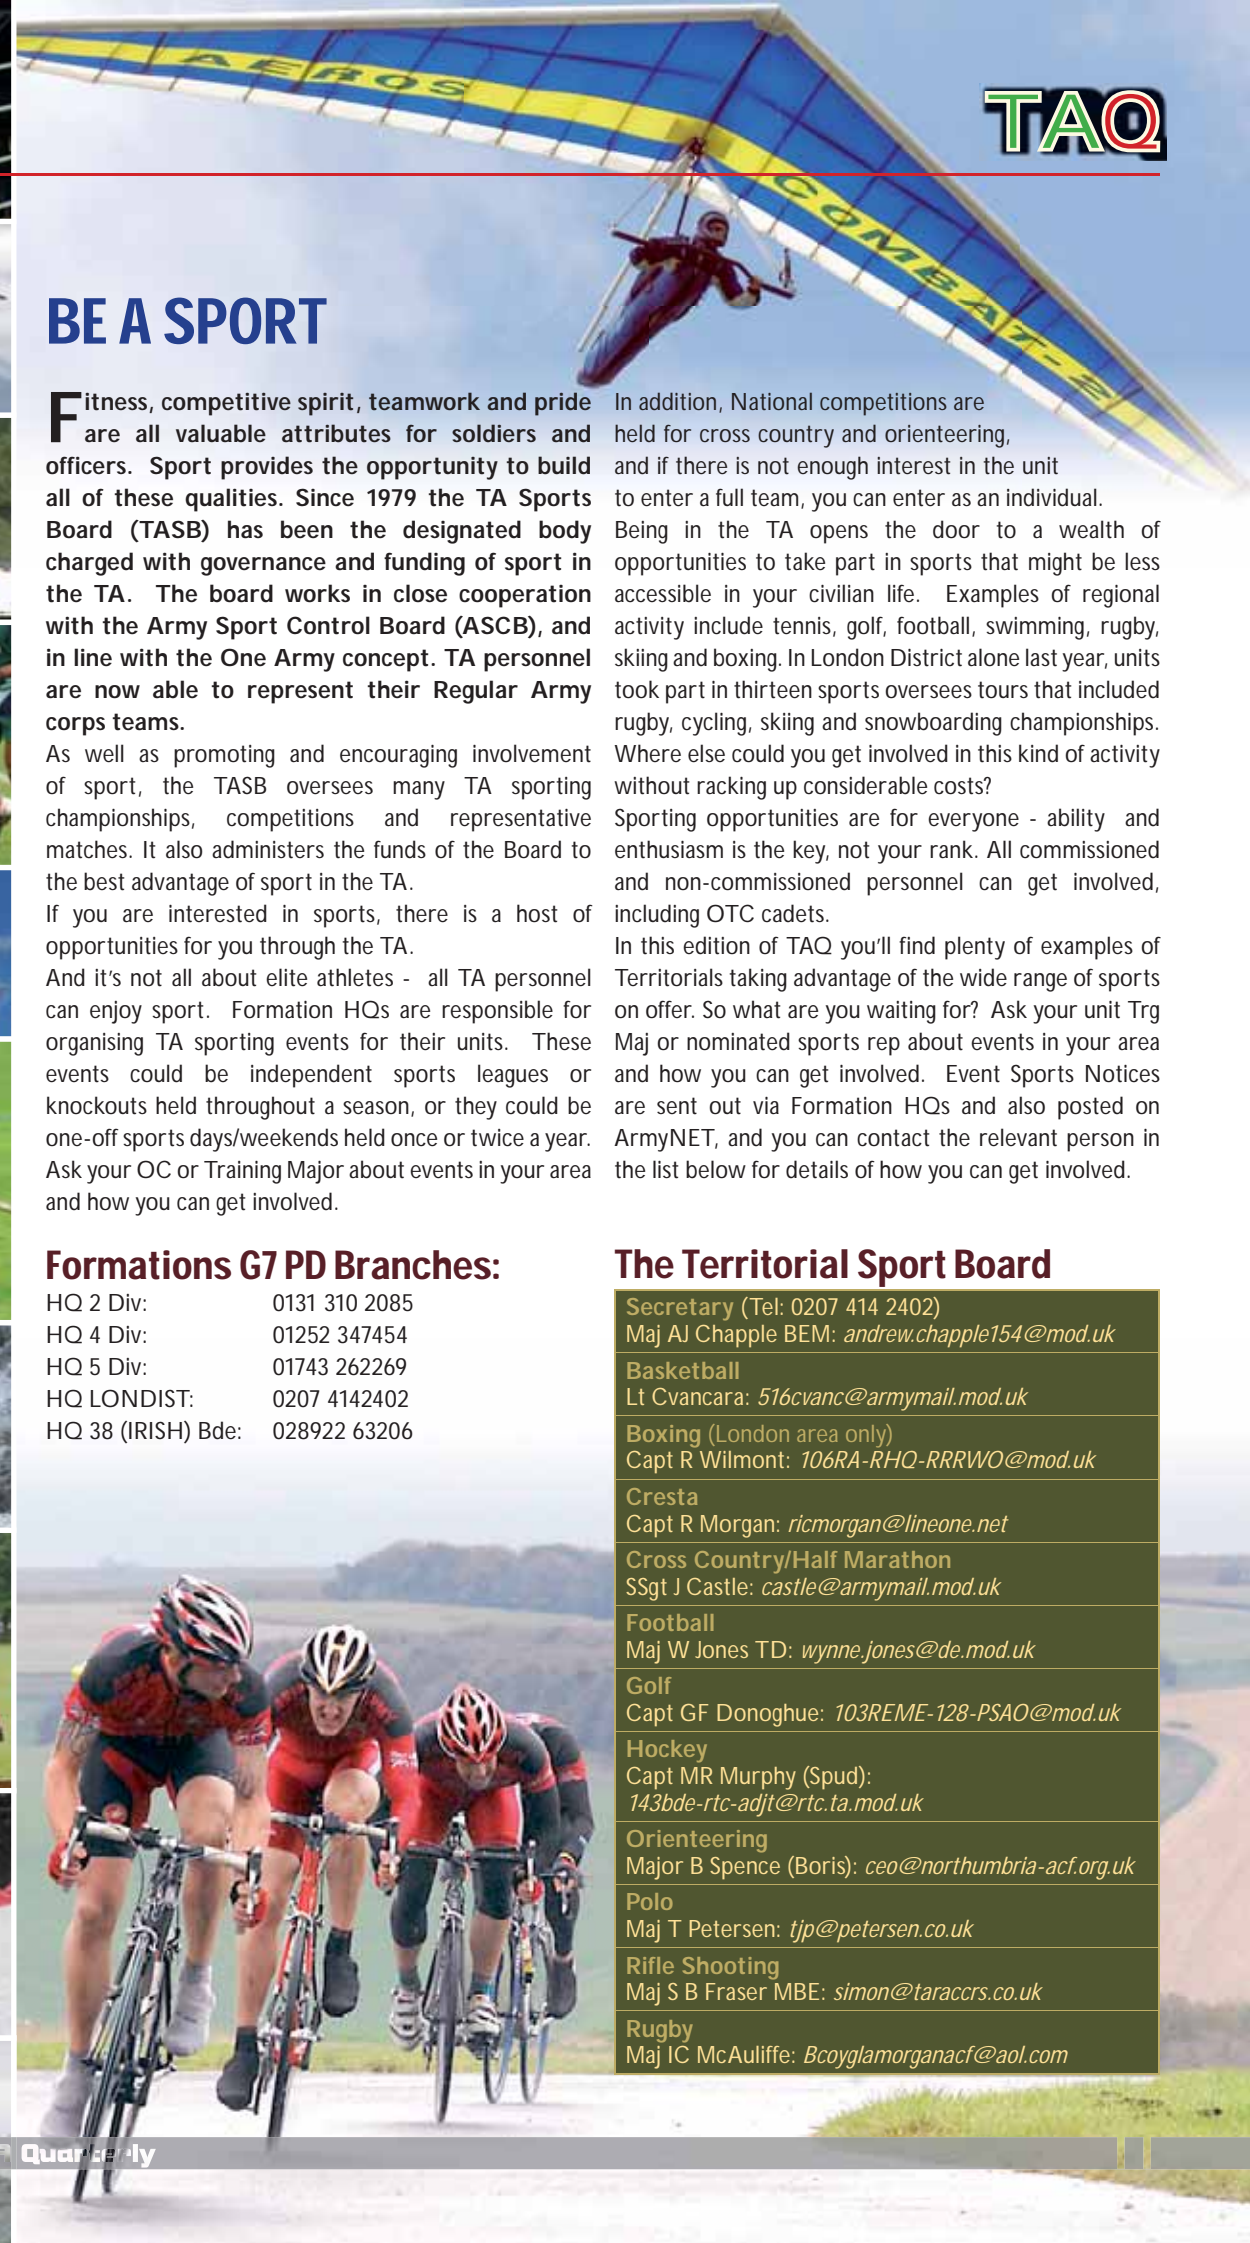 AEROS
COMBAT-2
TAQ
BE A SPORT
Fitness, competitive spirit, teamwork and pride
are all valuable attributes for soldiers and
officers. Sport provides the opportunity to build
all of these qualities. Since 1979 the TA Sports
Board (TASB) has been the designated body
charged with governance and funding of sport in
the TA. The board works in close cooperation
with the Army Sport Control Board (ASCB), and
in line with the One Army concept. TA personnel
are now able to represent their Regular Army
corps teams.
As well as promoting and encouraging involvement
of sport, the TASB oversees many TA sporting
championships, competitions and representative
matches. It also administers the funds of the Board to
the best advantage of sport in the TA.
If you are interested in sports, there is a host of
opportunities for you through the TA.
And it's not all about elite athletes - all TA personnel
can enjoy sport. Formation HQs are responsible for
organising TA sporting events for their units. These
events could be independent sports leagues or
knockouts held throughout a season, or they could be
one-off sports days/weekends held once or twice a year.
Ask your OC or Training Major about events in your area
and how you can get involved.
In addition, National competitions are
held for cross country and orienteering,
and if there is not enough interest in the unit
to enter a full team, you can enter as an individual.
Being in the TA opens the door to a wealth of
opportunities to take part in sports that might be less
accessible in your civilian life. Examples of regional
activity include tennis, golf, football, swimming, rugby,
skiing and boxing. In London District alone last year, units
took part in thirteen sports oversees tours that included
rugby, cycling, skiing and snowboarding championships.
Where else could you get involved in this kind of activity
without racking up considerable costs?
Sporting opportunities are for everyone - ability and
enthusiasm is the key, not your rank. All commissioned
and non-commissioned personnel can get involved,
including OTC cadets.
In this edition of TAQ you'll find plenty of examples of
Territorials taking advantage of the wide range of sports
on offer. So what are you waiting for? Ask your unit Trg
Maj or nominated sports rep about events in your area
and how you can get involved. Event Sports Notices
are sent out via Formation HQs and also posted on
ArmyNET, and you can contact the relevant person in
the list below for details of how you can get involved.
Formations G7 PD Branches:
HQ 2 Div: 0131 310 2085
HQ 4 Div: 01252 347454
HQ 5 Div: 01743 262269
HQ LONDIST: 0207 4142402
HQ 38 (IRISH) Bde: 028922 63206
The Territorial Sport Board
Secretary (Tel: 0207 414 2402)
Maj AJ Chapple BEM: andrew.chapple154@mod.uk
Basketball
Lt Cvancara: 516cvanc@armymail.mod.uk
Boxing (London area only)
Capt R Wilmont: 106RA-RHQ-RRRWO@mod.uk
Cresta
Capt R Morgan: ricmorgan@lineone.net
Cross Country/Half Marathon
SSgt J Castle: castle@armymail.mod.uk
Football
Maj W Jones TD: wynne.jones@de.mod.uk
Golf
Capt GF Donoghue: 103REME-128-PSAO@mod.uk
Hockey
Capt MR Murphy (Spud):
143bde-rtc-adjt@rtc.ta.mod.uk
Orienteering
Major B Spence (Boris): ceo@northumbria-acf.org.uk
Polo
Maj T Petersen: tjp@petersen.co.uk
Rifle Shooting
Maj S B Fraser MBE: simon@taraccrs.co.uk
Rugby
Maj IC McAuliffe: Bcoyglamorganacf@aol.com
Quarterly